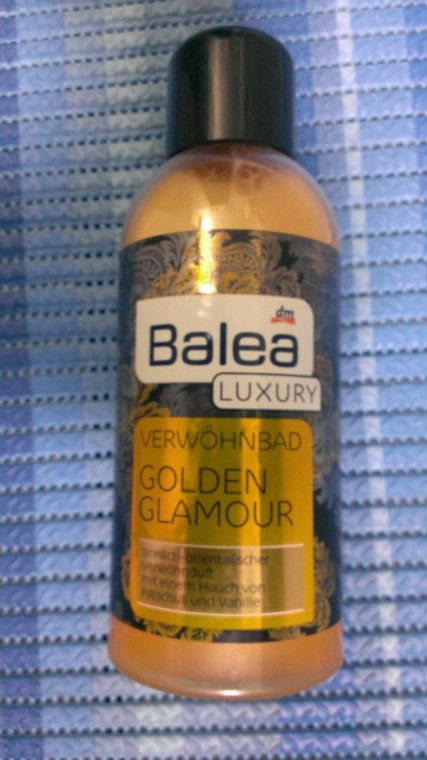 dm
Balea
LUXURY
VERWÖHNBAD
GOLDEN
GLAMOUR
sinnlich-orientalischer
Verwöhnduft
mit einem Hauch von
Patschuli und Vanille